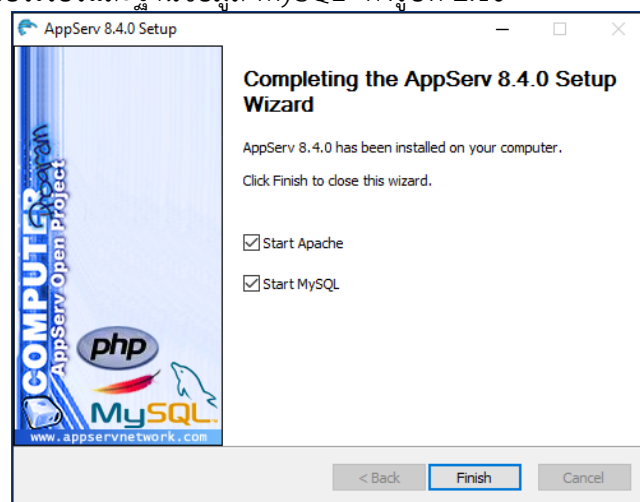 AppServ 8.4.0 Setup
Completing the AppServ 8.4.0 Setup
Wizard
AppServ 8.4.0 has been installed on your computer.
Click Finish to close this wizard.
Start Apache
Start MySQL
COMPUTER
Program
AppServ Open Project
php
MySQL
www.appservnetwork.com
< Back
Finish
Cancel